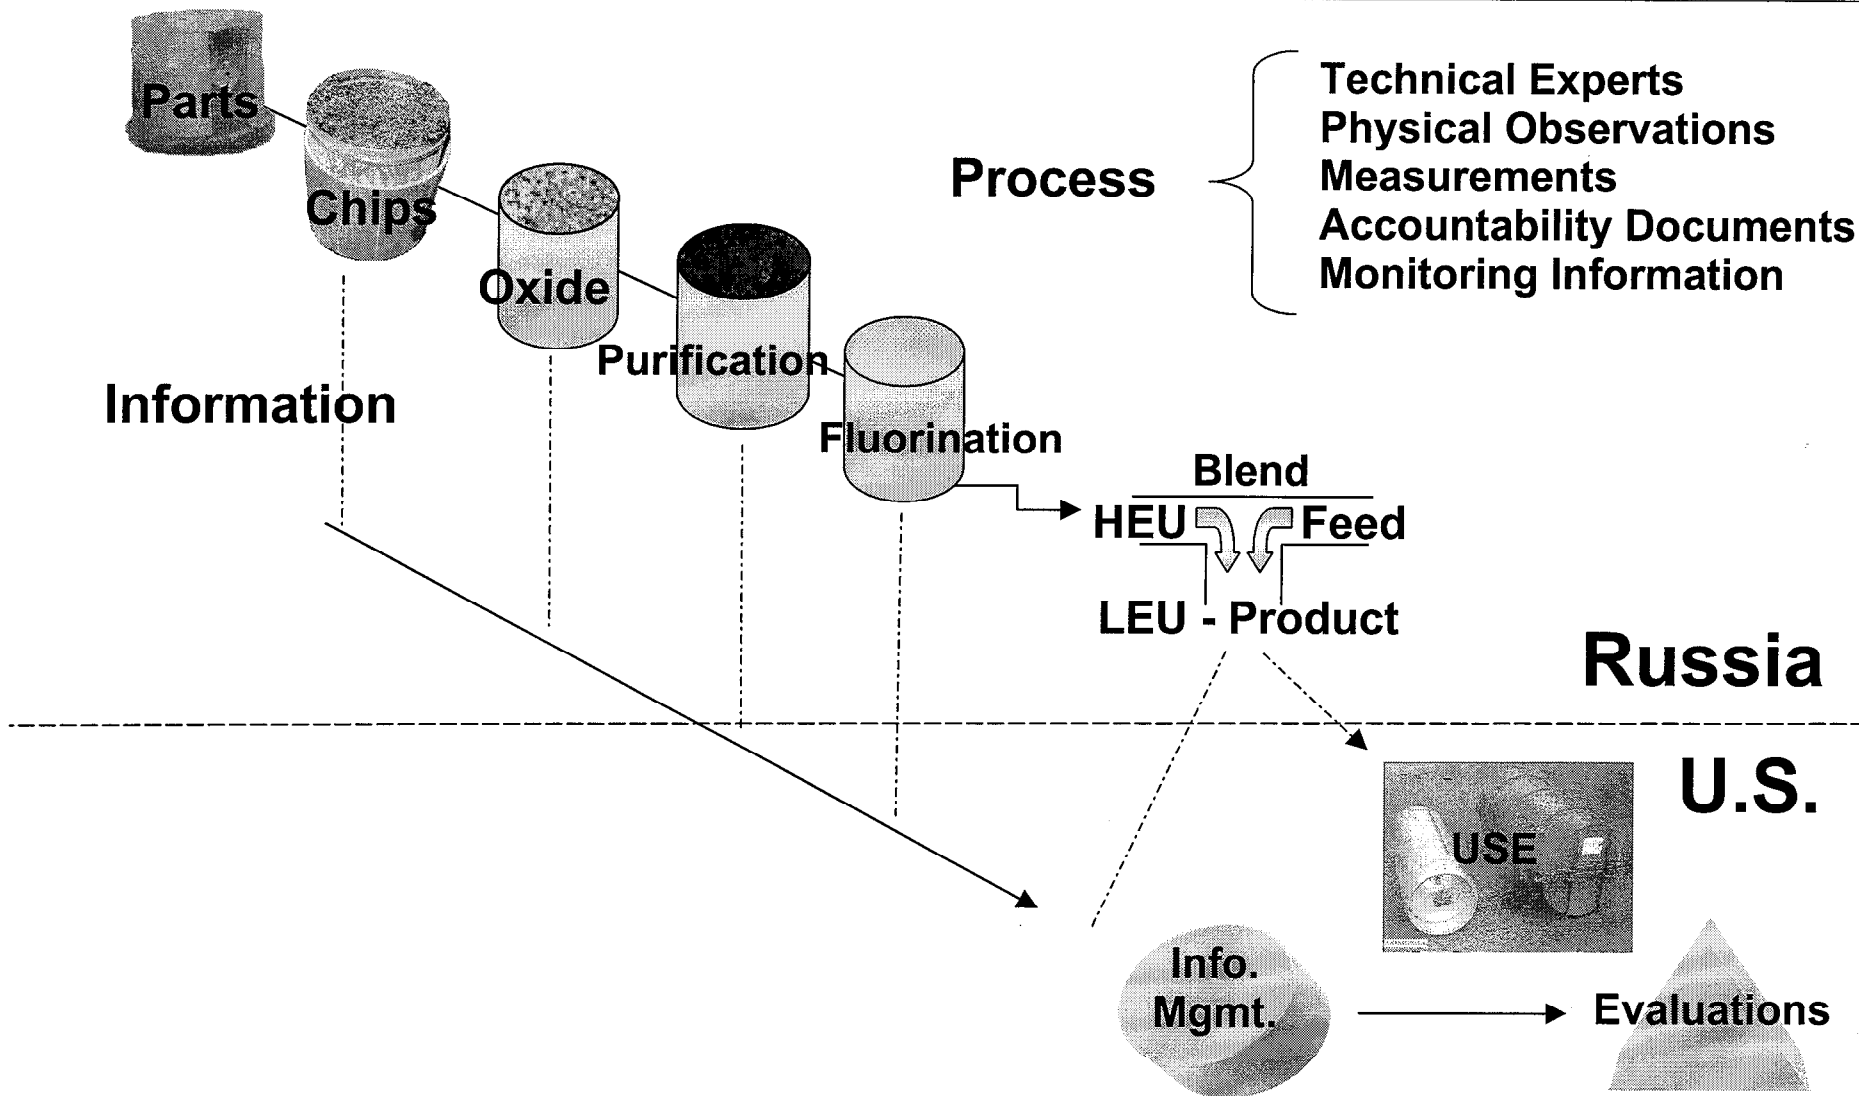 Parts
Chips
Oxide
Purification
Fluorination
Process
Technical Experts
Physical Observations
Measurements
Accountability Documents
Monitoring Information
Information
Blend
HEU
Feed
LEU - Product
Russia
U.S.
USE
Info.
Mgmt.
Evaluations